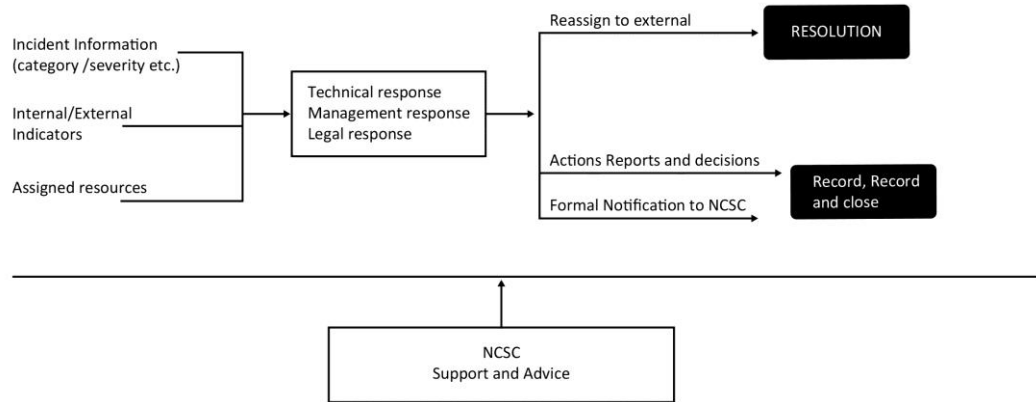 Incident Information
(category /severity etc.)
Internal/External
Indicators
Assigned resources
Technical response
Management response
Legal response
Reassign to external
RESOLUTION
Actions Reports and decisions
Formal Notification to NCSC
Record, Record
and close
NCSC
Support and Advice